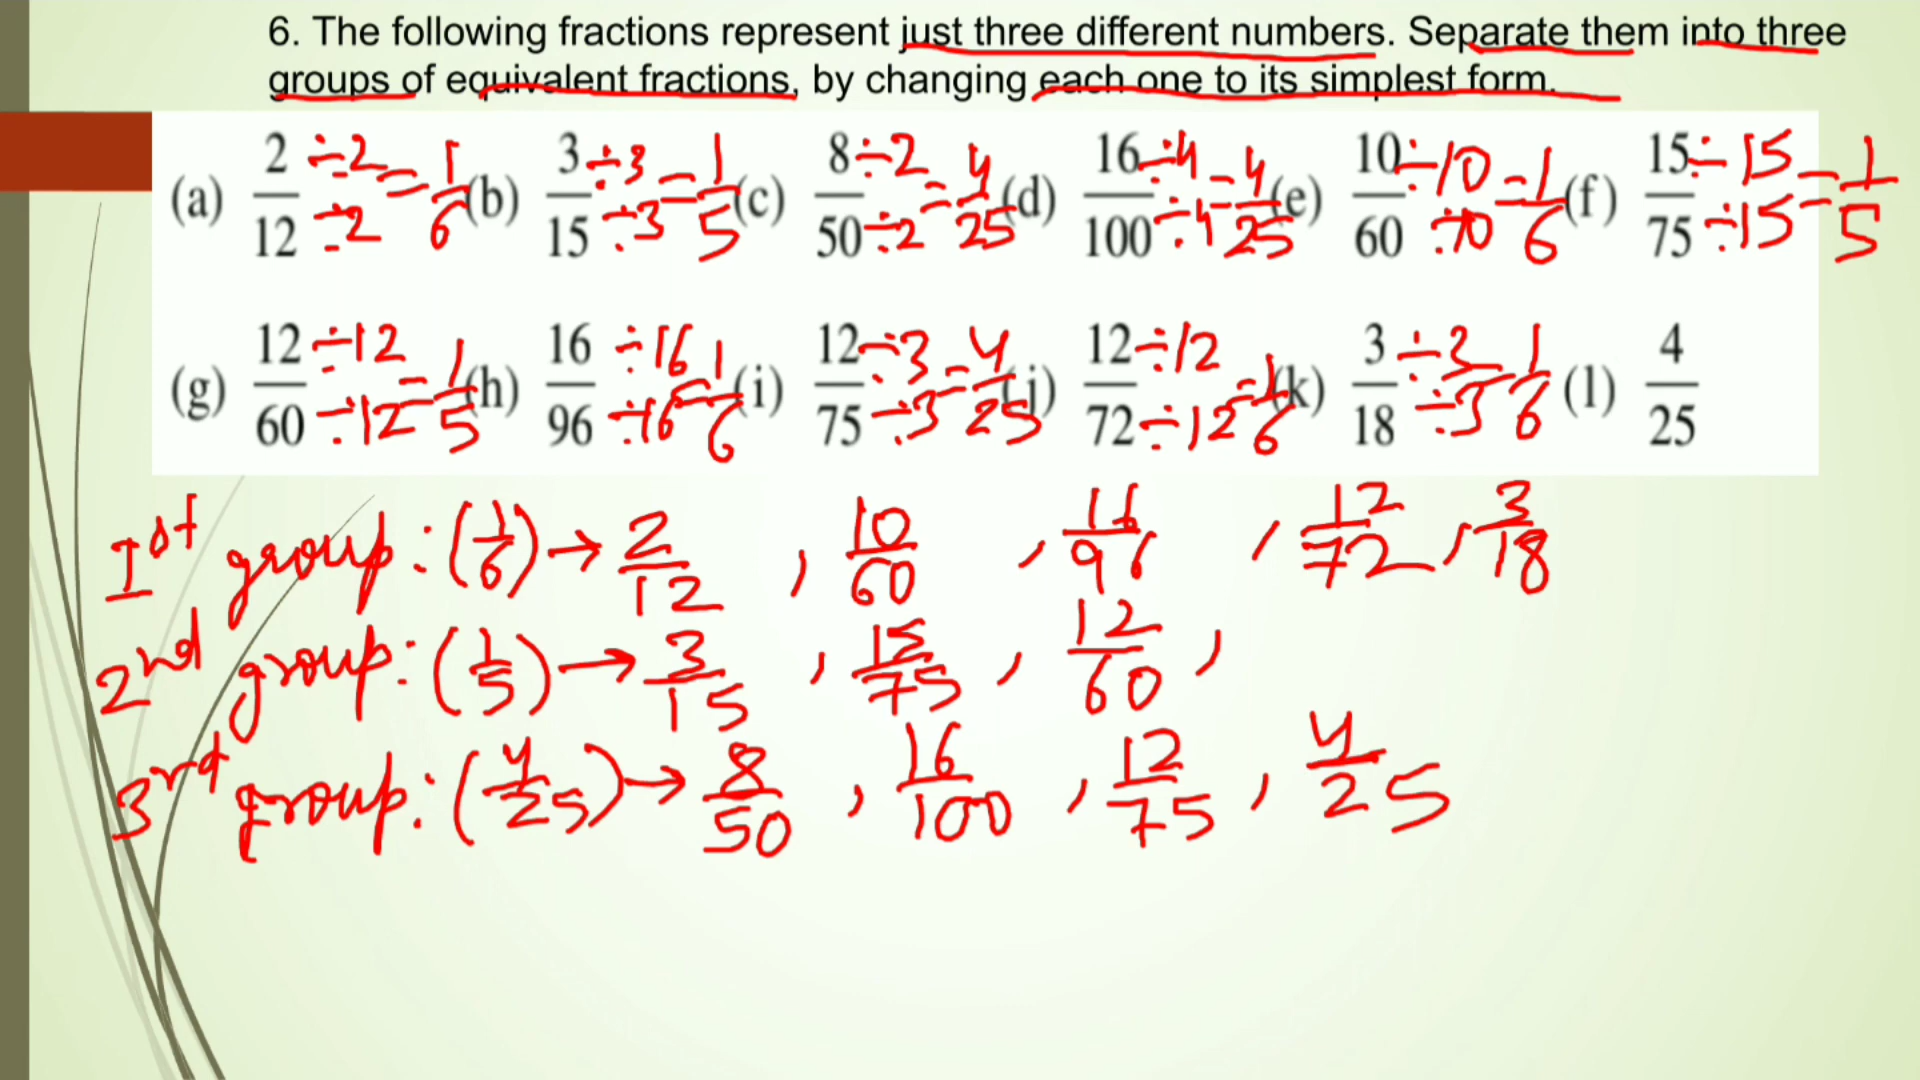 6. The following fractions represent just three different numbers. Separate them into three
groups of equivalent fractions, by changing each one to its simplest form.
(a) 2/12 ÷2/÷2 = 1/6 (b) 3/15 ÷3/÷3 = 1/5 (c) 8/50 ÷2/÷2 = 4/25 (d) 16/100 ÷4/÷4 = 4/25 (e) 10/60 ÷10/÷10 = 1/6 (f) 15/75 ÷15/÷15 = 1/5
(g) 12/60 ÷12/÷12 = 1/5 (h) 16/96 ÷16/÷16 = 1/6 (i) 12/75 ÷3/÷3 = 4/25 (j) 12/72 ÷12/÷12 = 1/6 (k) 3/18 ÷3/÷3 = 1/6 (l) 4/25
1st group: (1/6) → 2/12, 10/60, 16/96, 12/72, 3/18
2nd group: (1/5) → 3/15, 15/75, 12/60,
3rd group: (4/25) → 8/50, 16/100, 12/75, 4/25